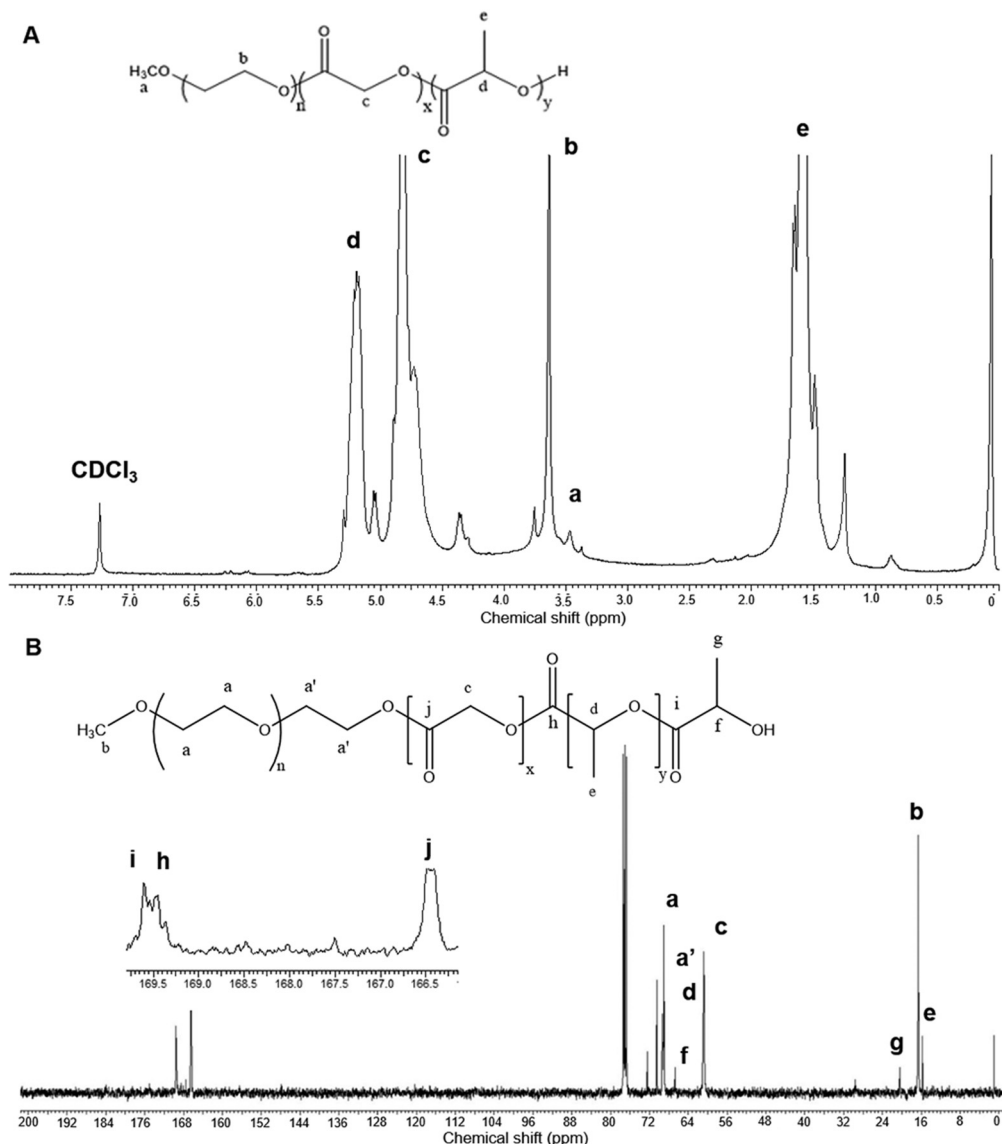 A
e
O
b
O
H₃CO
O
O
H
a
n
c
x
d
O
y
O
c
b
e
d
CDCl₃
a
7.5 7.0 6.5 6.0 5.5 5.0 4.5 4.0 3.5 3.0 2.5 2.0 1.5 1.0 0.5 0
Chemical shift (ppm)
B
g
O
a
a'
j
c
h
d
O
i
f
OH
H₃C
b
O
a
O
n
a'
O
O
x
e
y
O
b
i h j
a
c
a'
d
e
f
g
169.5 169.0 168.5 168.0 167.5 167.0 166.5
200 192 184 176 168 160 152 144 136 128 120 112 104 96 88 80 72 64 56 48 40 32 24 16 8 0
Chemical shift (ppm)